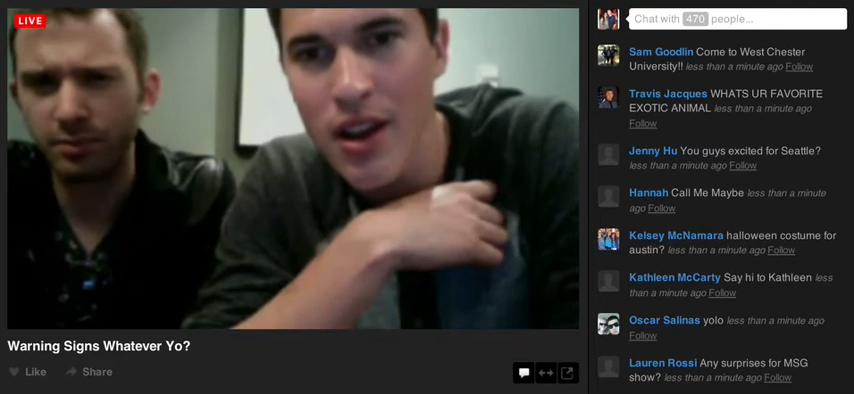 LIVE
Warning Signs Whatever Yo?
Like Share
Chat with 470 people...
Sam Goodlin Come to West Chester
University!! less than a minute ago Follow
Travis Jacques WHATS UR FAVORITE
EXOTIC ANIMAL less than a minute ago
Follow
Jenny Hu You guys excited for Seattle?
less than a minute ago Follow
Hannah Call Me Maybe less than a minute
ago Follow
Kelsey McNamara halloween costume for
austin? less than a minute ago Follow
Kathleen McCarty Say hi to Kathleen less
than a minute ago Follow
Oscar Salinas yolo less than a minute ago
Follow
Lauren Rossi Any surprises for MSG
show? less than a minute ago Follow